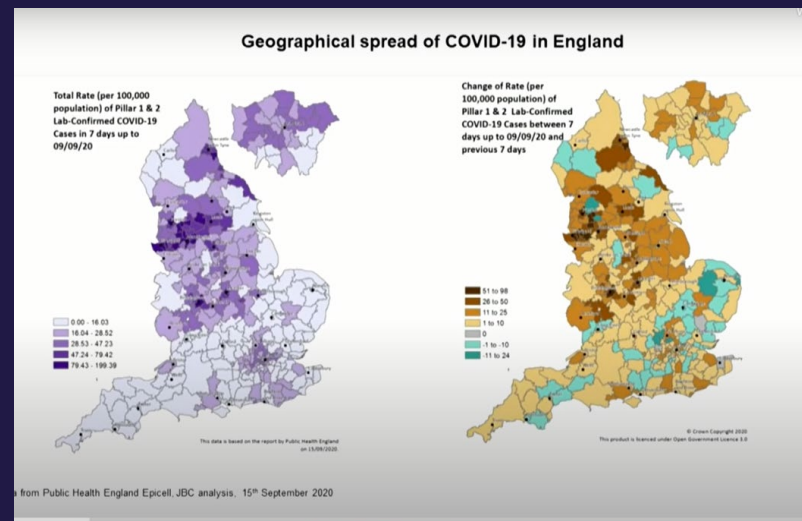 Geographical spread of COVID-19 in England
Total Rate (per 100,000
population) of Pillar 1 & 2
Lab-Confirmed COVID-19
Cases in 7 days up to
09/09/20
0.00 - 16.03
16.04 - 28.52
28.53 - 47.23
47.24 - 79.42
79.43 - 199.39
This data is based on the report by Public Health England
on 15/09/2020.
Change of Rate (per
100,000 population) of
Pillar 1 & 2 Lab-Confirmed
COVID-19 Cases between 7
days up to 09/09/20 and
previous 7 days
51 to 98
26 to 50
11 to 25
1 to 10
0
-1 to -10
-11 to 24
© Crown Copyright 2020
This product is licenced under Open Government Licence 3.0
from Public Health England Epicell, JBC analysis, 15th September 2020